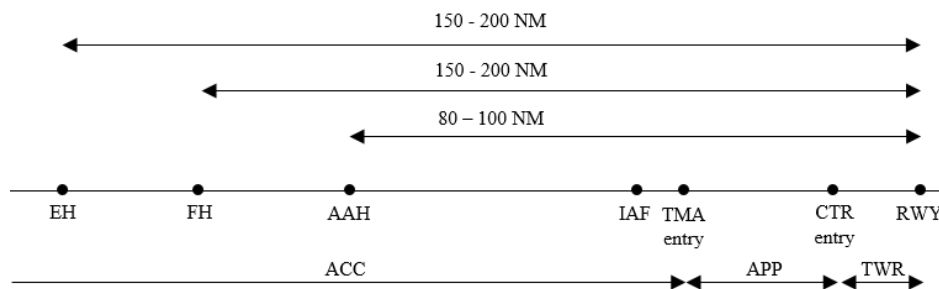 150 - 200 NM
150 - 200 NM
80 – 100 NM
EH FH AAH IAF TMA entry CTR entry RWY
ACC APP TWR